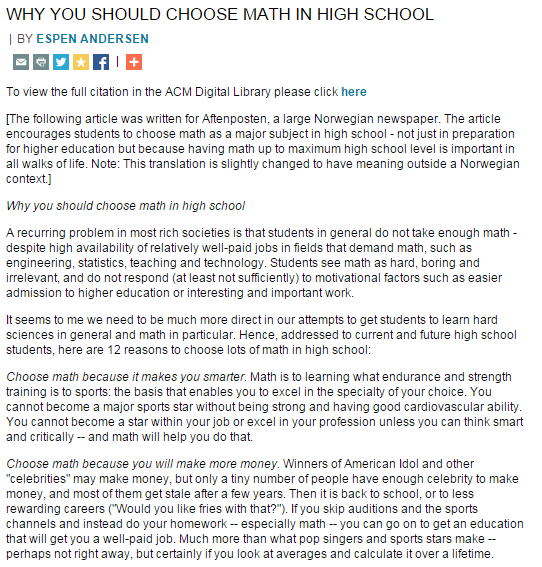 WHY YOU SHOULD CHOOSE MATH IN HIGH SCHOOL
| BY ESPEN ANDERSEN
To view the full citation in the ACM Digital Library please click here
[The following article was written for Aftenposten, a large Norwegian newspaper. The article
encourages students to choose math as a major subject in high school - not just in preparation
for higher education but because having math up to maximum high school level is important in
all walks of life. Note: This translation is slightly changed to have meaning outside a Norwegian
context.]
Why you should choose math in high school
A recurring problem in most rich societies is that students in general do not take enough math -
despite high availability of relatively well-paid jobs in fields that demand math, such as
engineering, statistics, teaching and technology. Students see math as hard, boring and
irrelevant, and do not respond (at least not sufficiently) to motivational factors such as easier
admission to higher education or interesting and important work.
It seems to me we need to be much more direct in our attempts to get students to learn hard
sciences in general and math in particular. Hence, addressed to current and future high school
students, here are 12 reasons to choose lots of math in high school:
Choose math because it makes you smarter. Math is to learning what endurance and strength
training is to sports: the basis that enables you to excel in the specialty of your choice. You
cannot become a major sports star without being strong and having good cardiovascular ability.
You cannot become a star within your job or excel in your profession unless you can think smart
and critically -- and math will help you do that.
Choose math because you will make more money. Winners of American Idol and other
"celebrities" may make money, but only a tiny number of people have enough celebrity to make
money, and most of them get stale after a few years. Then it is back to school, or to less
rewarding careers ("Would you like fries with that?"). If you skip auditions and the sports
channels and instead do your homework -- especially math -- you can go on to get an education
that will get you a well-paid job. Much more than what pop singers and sports stars make --
perhaps not right away, but certainly if you look at averages and calculate it over a lifetime.